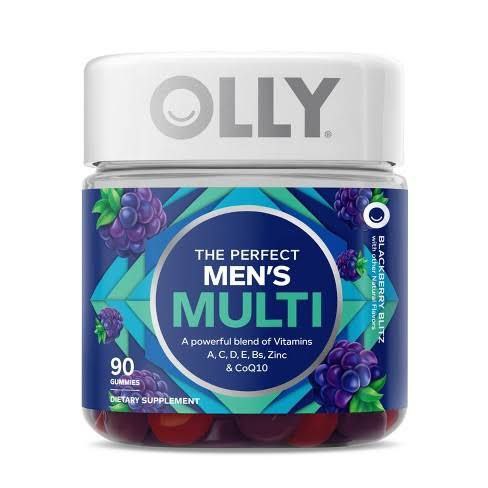 OLLY®
THE PERFECT
MEN'S
MULTI
A powerful blend of Vitamins
A, C, D, E, Bs, Zinc
& CoQ10
90
GUMMIES
DIETARY SUPPLEMENT
BLACKBERRY BLITZ
with other Natural Flavors